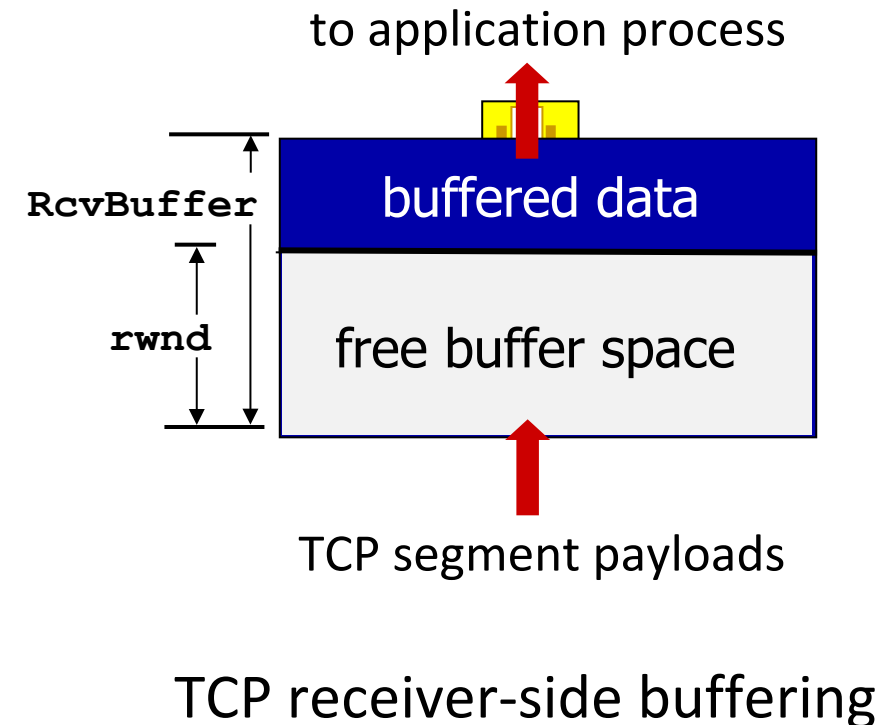 to application process
RcvBuffer
buffered data
rwnd
free buffer space
TCP segment payloads
TCP receiver-side buffering